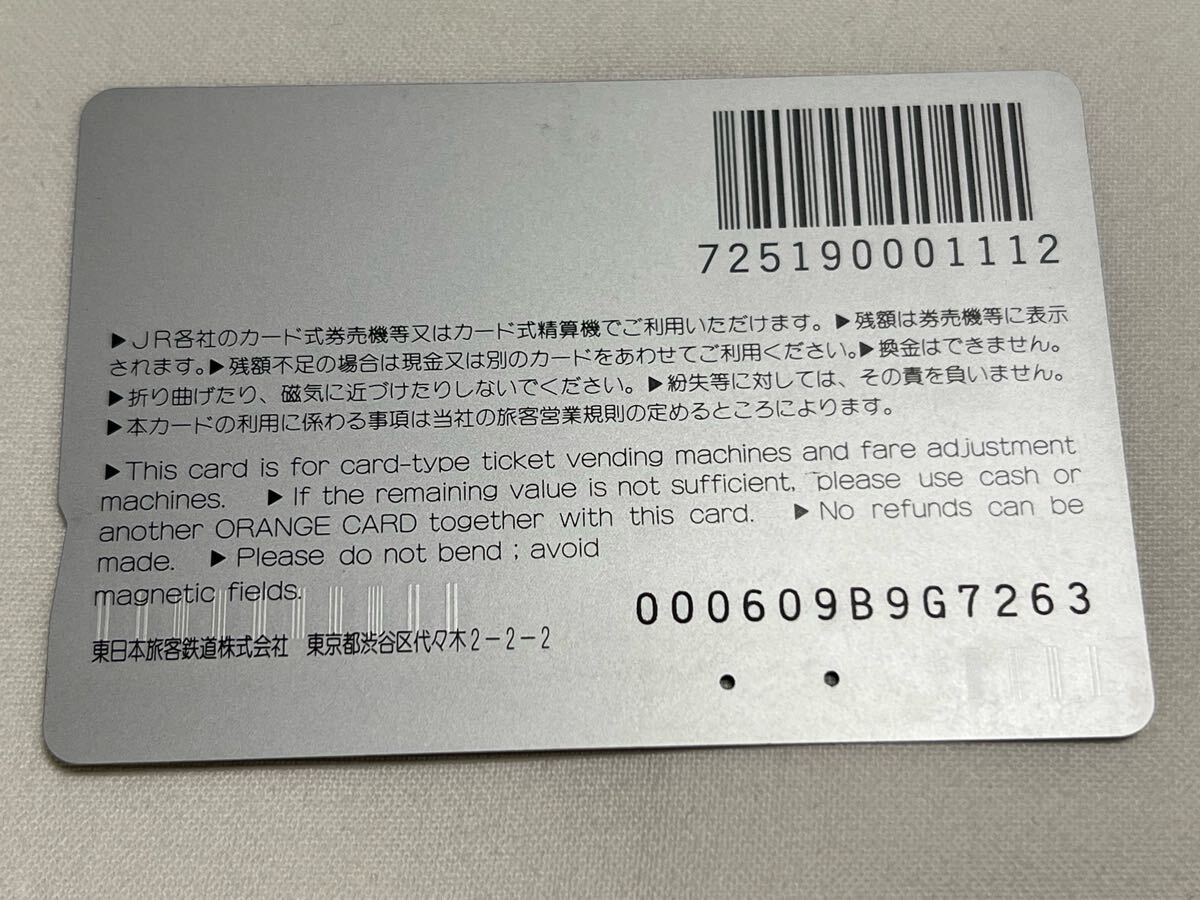 725190001112
▶JR各社のカード式券売機等又はカード式精算機でご利用いただけます。▶残額は券売機等に表示
されます。▶残額不足の場合は現金又は別のカードをあわせてご利用ください。▶換金はできません。
▶折り曲げたり、磁気に近づけたりしないでください。▶紛失等に対しては、その責を負いません。
▶本カードの利用に係わる事項は当社の旅客営業規則の定めるところによります。
▶This card is for card-type ticket vending machines and fare adjustment
machines. ▶If the remaining value is not sufficient, please use cash or
another ORANGE CARD together with this card. ▶No refunds can be
made. ▶Please do not bend ; avoid
magnetic fields.
000609B9G7263
東日本旅客鉄道株式会社 東京都渋谷区代々木2-2-2